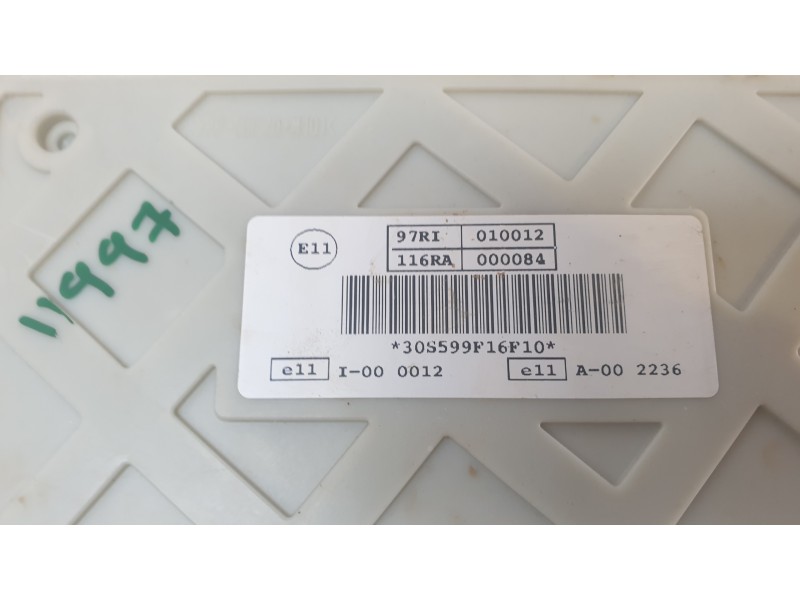 11997
E11
97RI 010012
116RA 000084
*30S599F16F10*
e11 I-00 0012 e11 A-00 2236